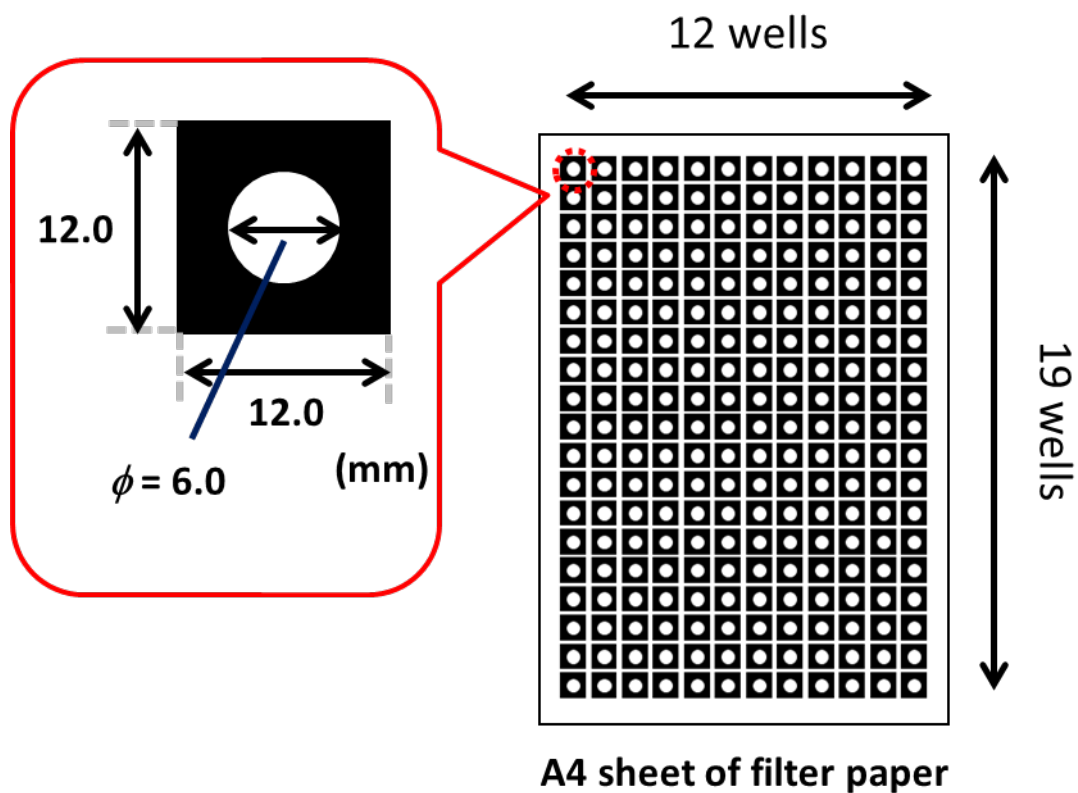 12 wells
12.0
12.0
ϕ = 6.0
(mm)
19 wells
A4 sheet of filter paper